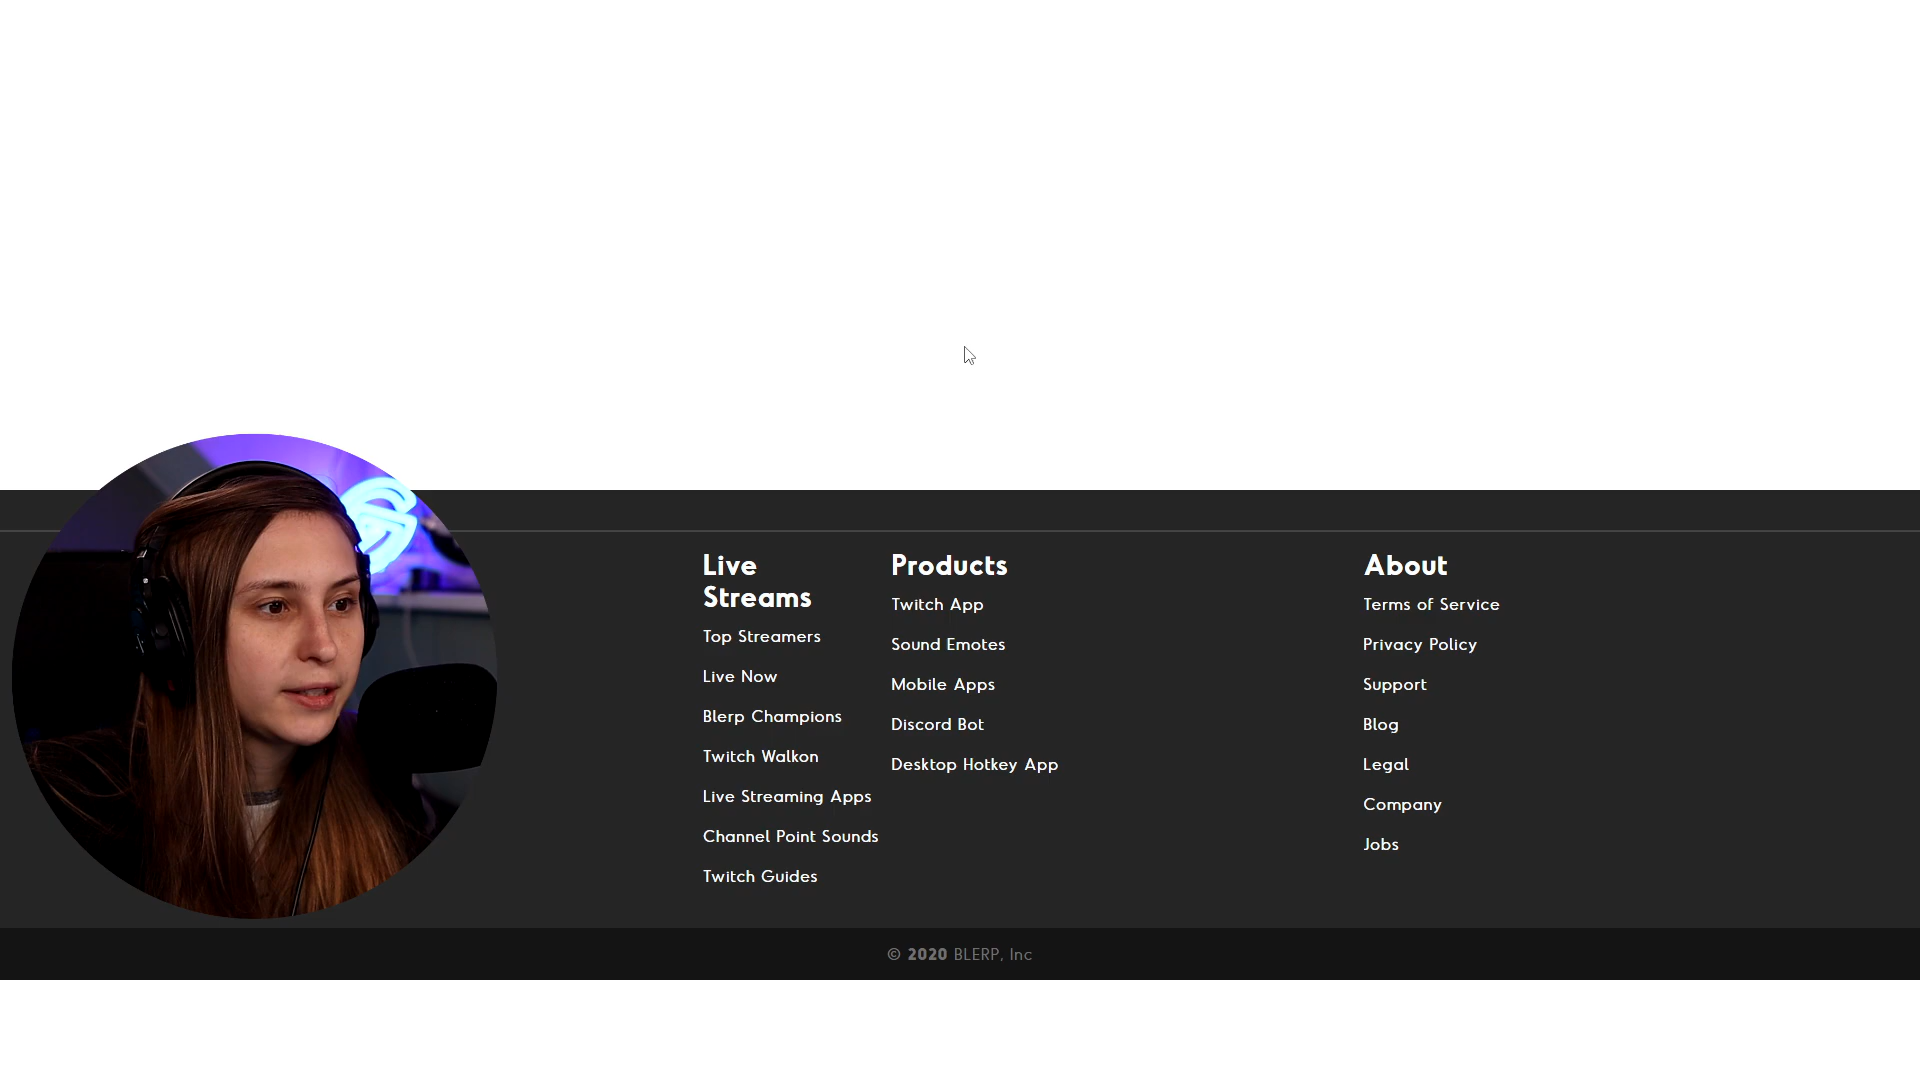 Live
Streams
Top Streamers
Live Now
Blerp Champions
Twitch Walkon
Live Streaming Apps
Channel Point Sounds
Twitch Guides
Products
Twitch App
Sound Emotes
Mobile Apps
Discord Bot
Desktop Hotkey App
About
Terms of Service
Privacy Policy
Support
Blog
Legal
Company
Jobs
© 2020 BLERP, Inc